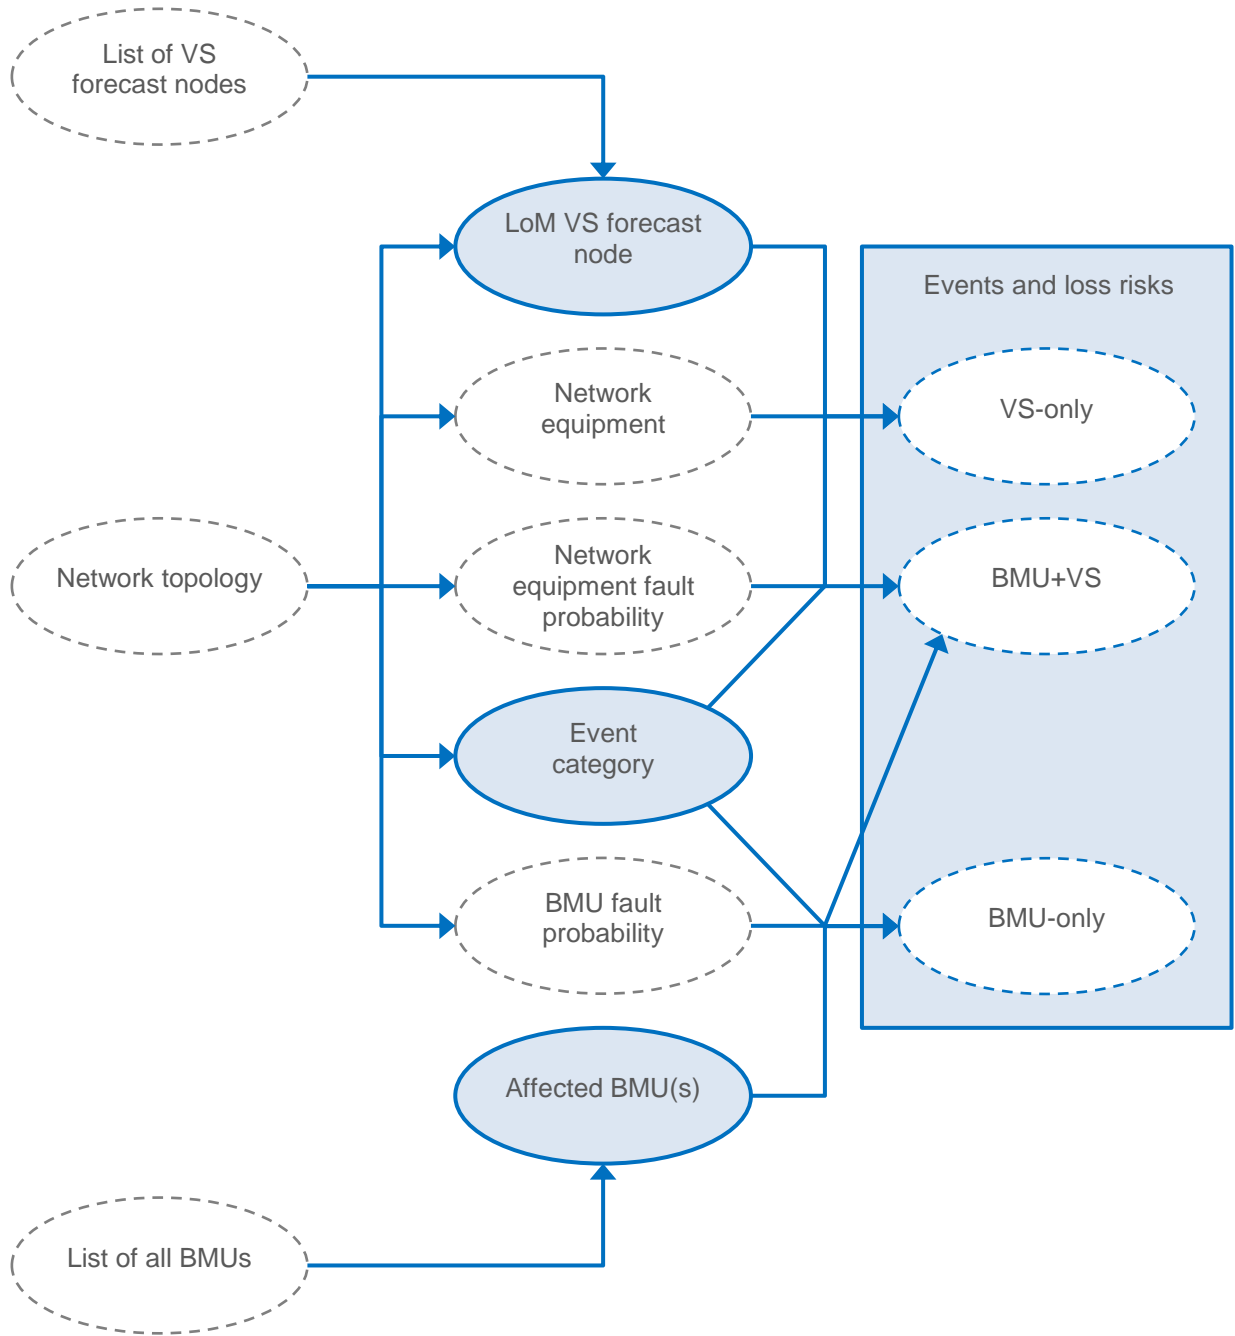 List of VS
forecast nodes
LoM VS forecast
node
Events and loss risks
Network
equipment
VS-only
Network topology
Network
equipment fault
probability
BMU+VS
Event
category
BMU fault
probability
BMU-only
Affected BMU(s)
List of all BMUs